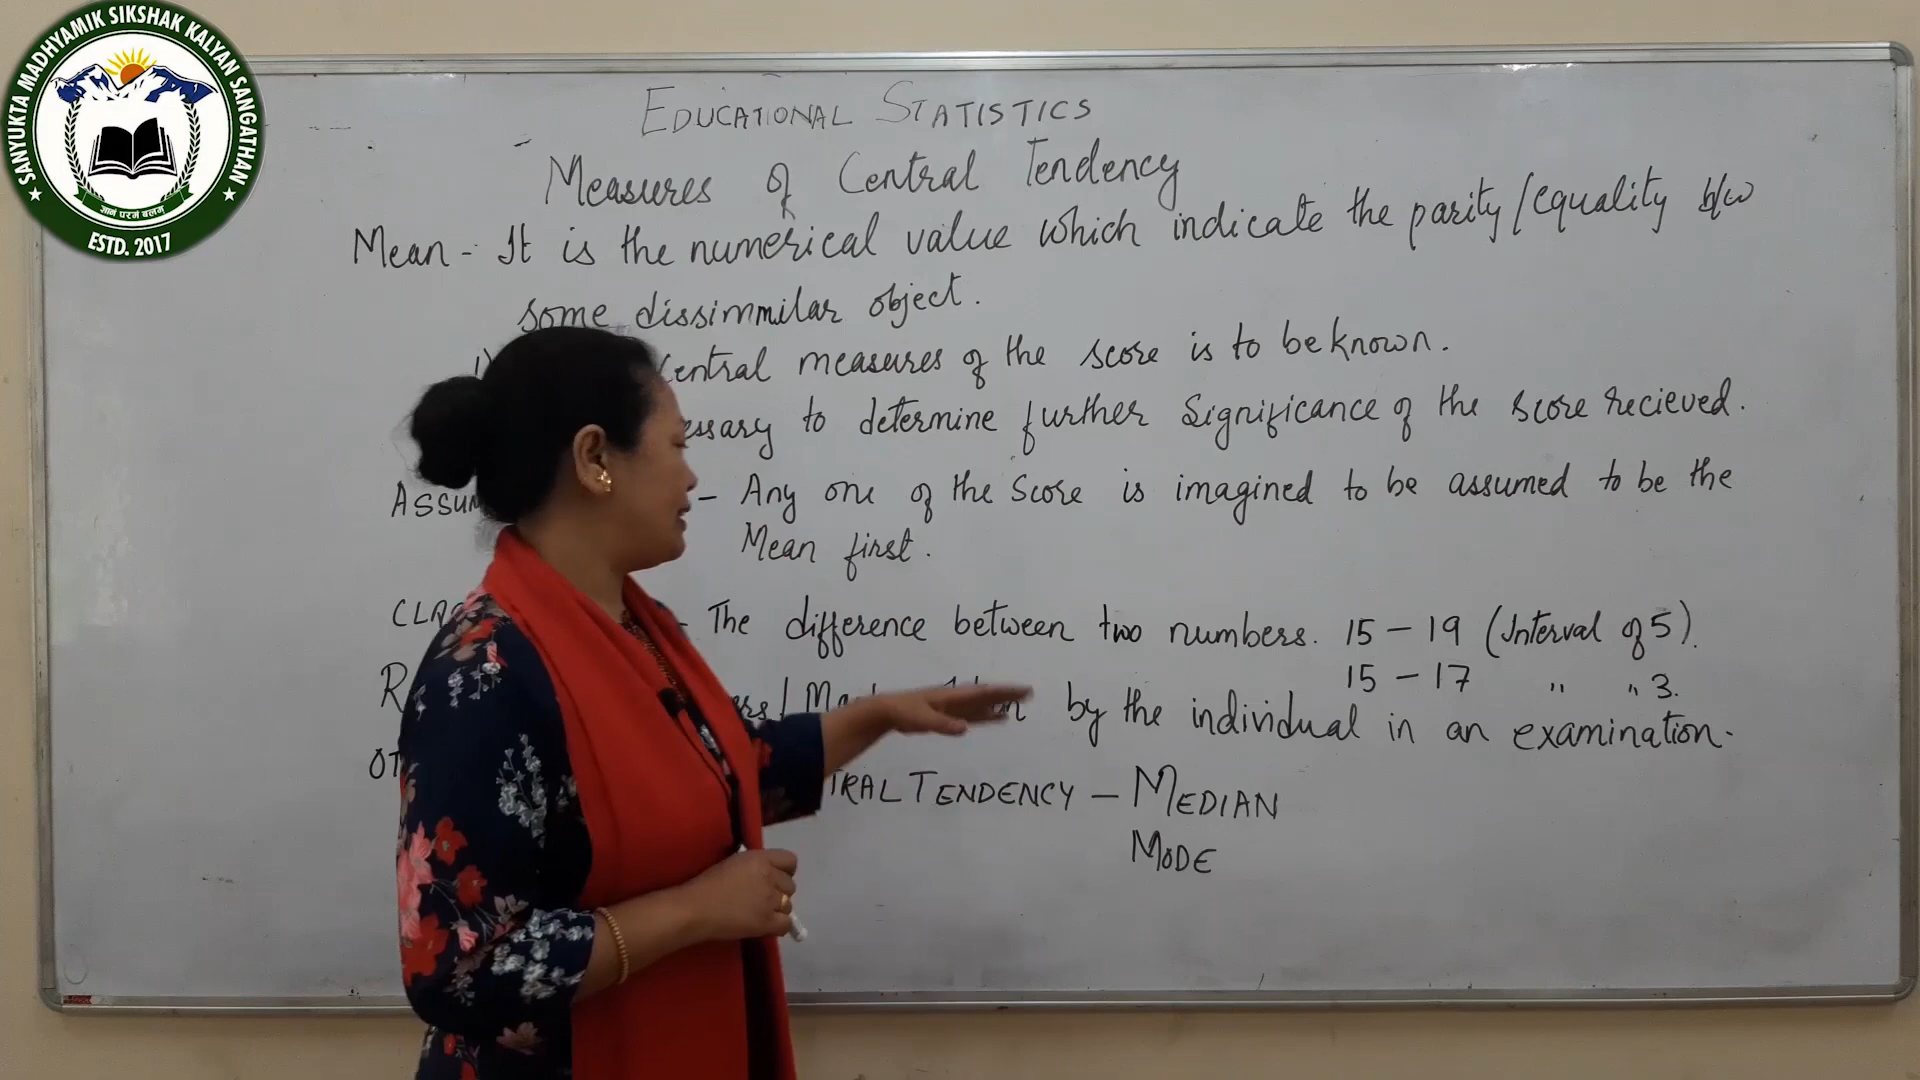 SANYUKTA MADHYAMIK SIKSHAK KALYAN SANGATHAN
ज्ञानं परमं बलम्
ESTD. 2017
EDUCATIONAL STATISTICS
Measures of Central Tendency
Mean - It is the numerical value which indicate the parity/equality b/w
some dissimmilar object.
1) Central measures of the score is to be known.
to determine further significance of the score recieved.
- Any one of the Score is imagined to be assumed to be the
Mean first.
- The difference between two numbers. 15 - 19 (Interval of 5).
15 - 17 " " 3.
by the individual in an examination.
TENDENCY - MEDIAN
MODE